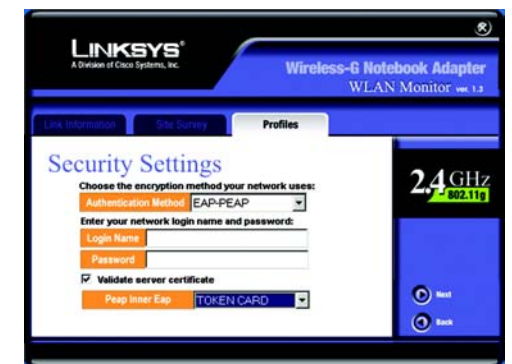 LINKSYS®
A Division of Cisco Systems, Inc.
Wireless-G Notebook Adapter
WLAN Monitor ver. 1.3
Link Information
Site Survey
Profiles
Security Settings
Choose the encryption method your network uses:
Authentication Method EAP-PEAP
Enter your network login name and password:
Login Name
Password
Validate server certificate
Peap Inner Eap TOKEN CARD
2.4 GHz
802.11g
Next
Back